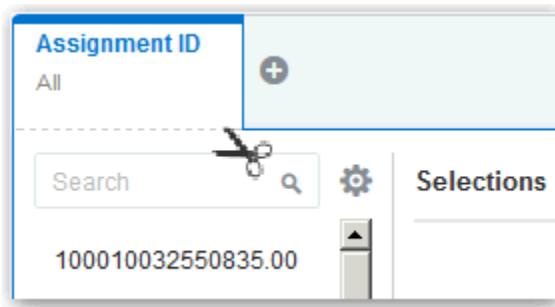 Assignment ID
All
Search
Selections
100010032550835.00